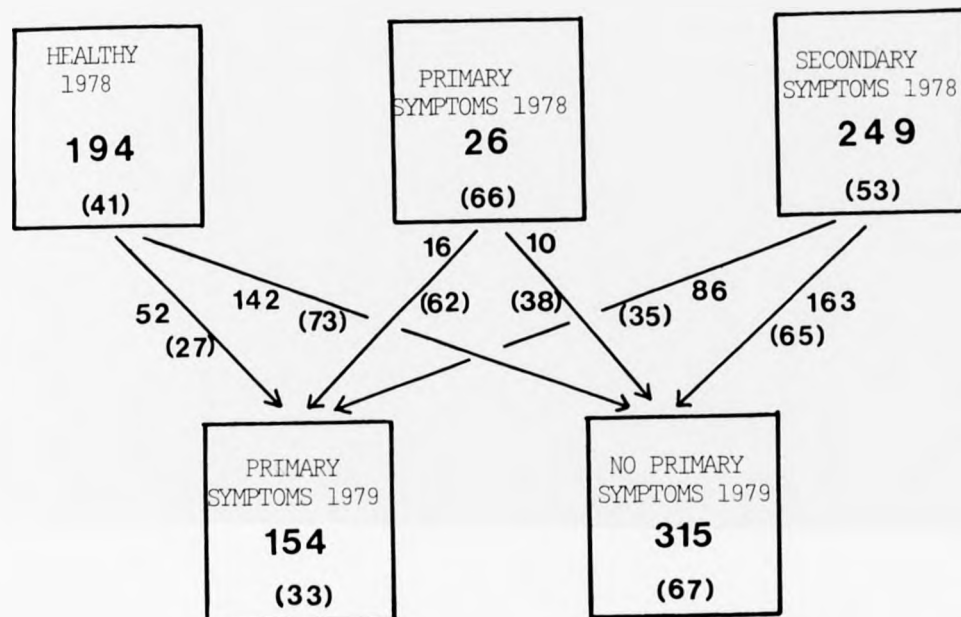 HEALTHY
1978
194
(41)
PRIMARY
SYMPTOMS 1978
26
(66)
SECONDARY
SYMPTOMS 1978
249
(53)
52
(27)
142
(73)
16
(62)
10
(38)
86
(35)
163
(65)
PRIMARY
SYMPTOMS 1979
154
(33)
NO PRIMARY
SYMPTOMS 1979
315
(67)